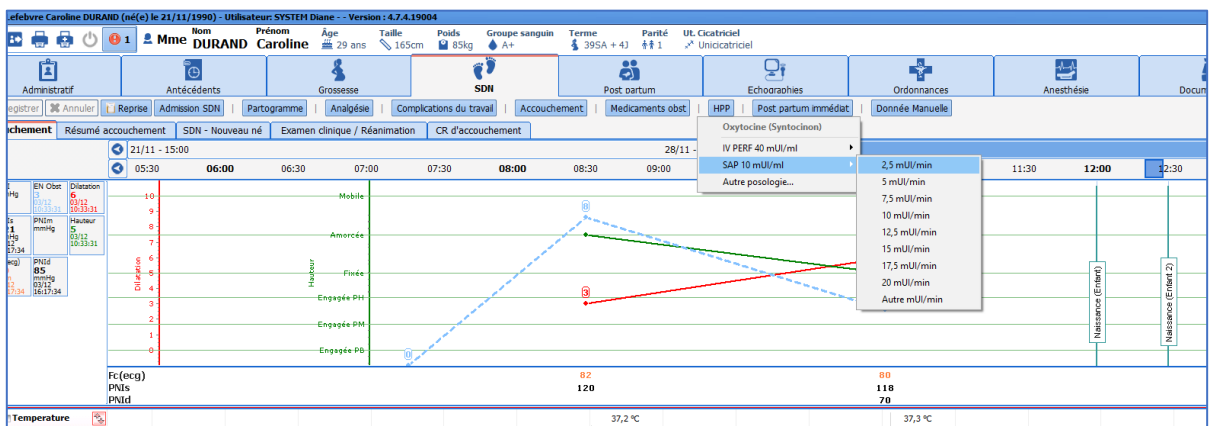 Lefebvre Caroline DURAND (né(e) le 21/11/1990) - Utilisateur: SYSTEM Diane - - Version : 4.7.4.19004
1 Mme Nom DURAND Prénom Caroline Âge 29 ans Taille 165cm Poids 85kg Groupe sanguin A+ Terme 39SA + 4J Parité 1 Ut. Cicatriciel Unicicatriciel
Administratif Antécédents Grossesse SDN Post partum Echographies Ordonnances Anesthésie Docum
egistrer Annuler Reprise Admission SDN | Partogramme | Analgésie | Complications du travail | Accouchement | Medicaments obst | HPP | Post partum immédiat | Donnée Manuelle
uchement Résumé accouchement SDN - Nouveau né Examen clinique / Réanimation CR d'accouchement
Oxytocine (Syntocinon)
IV PERF 40 mUI/ml
SAP 10 mUI/ml
Autre posologie...
2,5 mUI/min
5 mUI/min
7,5 mUI/min
10 mUI/min
12,5 mUI/min
15 mUI/min
17,5 mUI/min
20 mUI/min
Autre mUI/min
21/11 - 15:00 28/11 -
05:30 06:00 06:30 07:00 07:30 08:00 08:30 09:00 11:30 12:00 12:30
EN Obst
3
03/12
10:33:31
Dilatation
6
03/12
10:33:31
PNIm
mmHg
Hauteur
5
03/12
10:33:31
PNId
85
mmHg
03/12
16:17:34
Dilatation
10
9
8
7
6
5
4
3
2
1
0
Hauteur
Mobile
Amorcée
Fixée
Engagée PH
Engagée PM
Engagée PB
0
8
3
Naissance (Enfant)
Naissance (Enfant 2)
Fc(ecg) 82 80
PNIs 120 118
PNId 70
Temperature 37,2 °C 37,3 °C